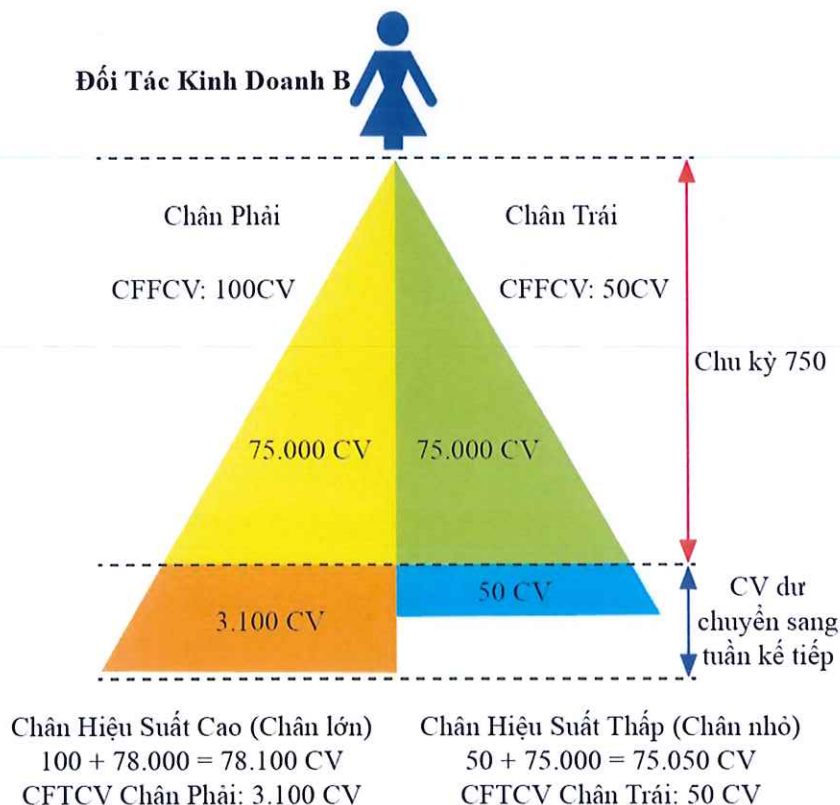 Đối Tác Kinh Doanh B
Chân Phải
Chân Trái
CFFCV: 100CV
CFFCV: 50CV
Chu kỳ 750
75.000 CV
75.000 CV
3.100 CV
50 CV
CV dư
chuyển sang
tuần kế tiếp
Chân Hiệu Suất Cao (Chân lớn)
100 + 78.000 = 78.100 CV
CFTCV Chân Phải: 3.100 CV
Chân Hiệu Suất Thấp (Chân nhỏ)
50 + 75.000 = 75.050 CV
CFTCV Chân Trái: 50 CV